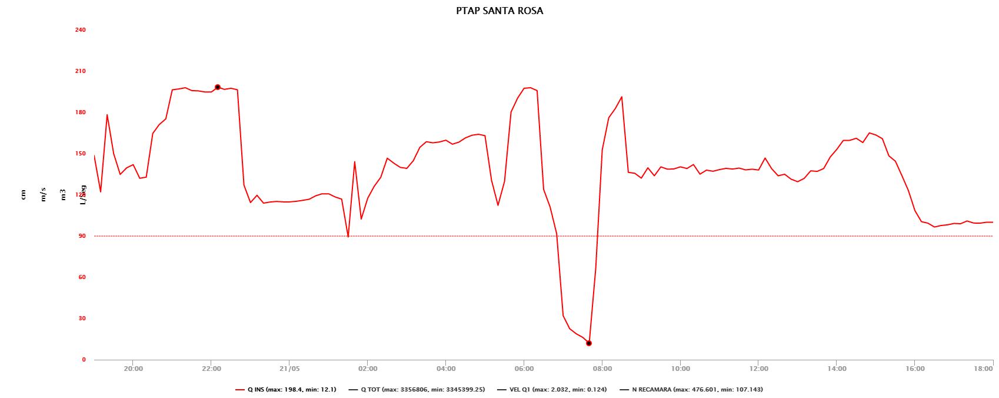 PTAP SANTA ROSA
240
210
180
150
120
90
60
30
0
cm
m/s
m3
L/seg
20:00
22:00
21/05
02:00
04:00
06:00
08:00
10:00
12:00
14:00
16:00
18:00
Q INS (max: 198.4, min: 12.1)
Q TOT (max: 3356806, min: 3345399.25)
VEL Q1 (max: 2.032, min: 0.124)
N RECAMARA (max: 476.601, min: 107.143)